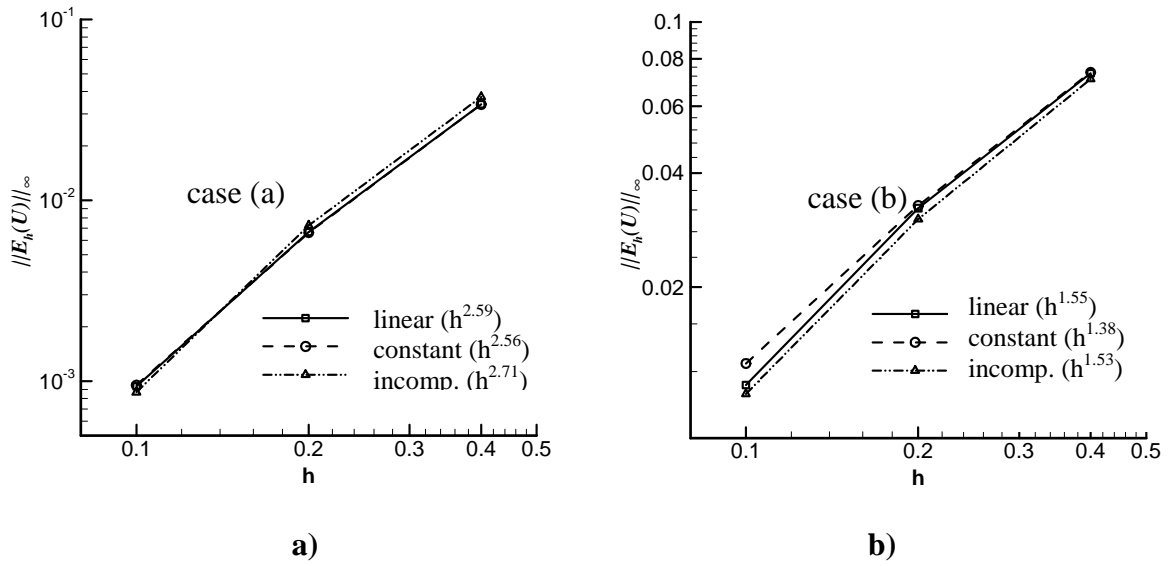 10^{-1}
10^{-2}
10^{-3}
||E_h(U)||_∞
case (a)
linear (h^{2.59})
constant (h^{2.56})
incomp. (h^{2.71})
0.1 0.2 0.3 0.4 0.5
h
a)
0.1
0.08
0.06
0.04
0.02
||E_h(U)||_∞
case (b)
linear (h^{1.55})
constant (h^{1.38})
incomp. (h^{1.53})
0.1 0.2 0.3 0.4 0.5
h
b)